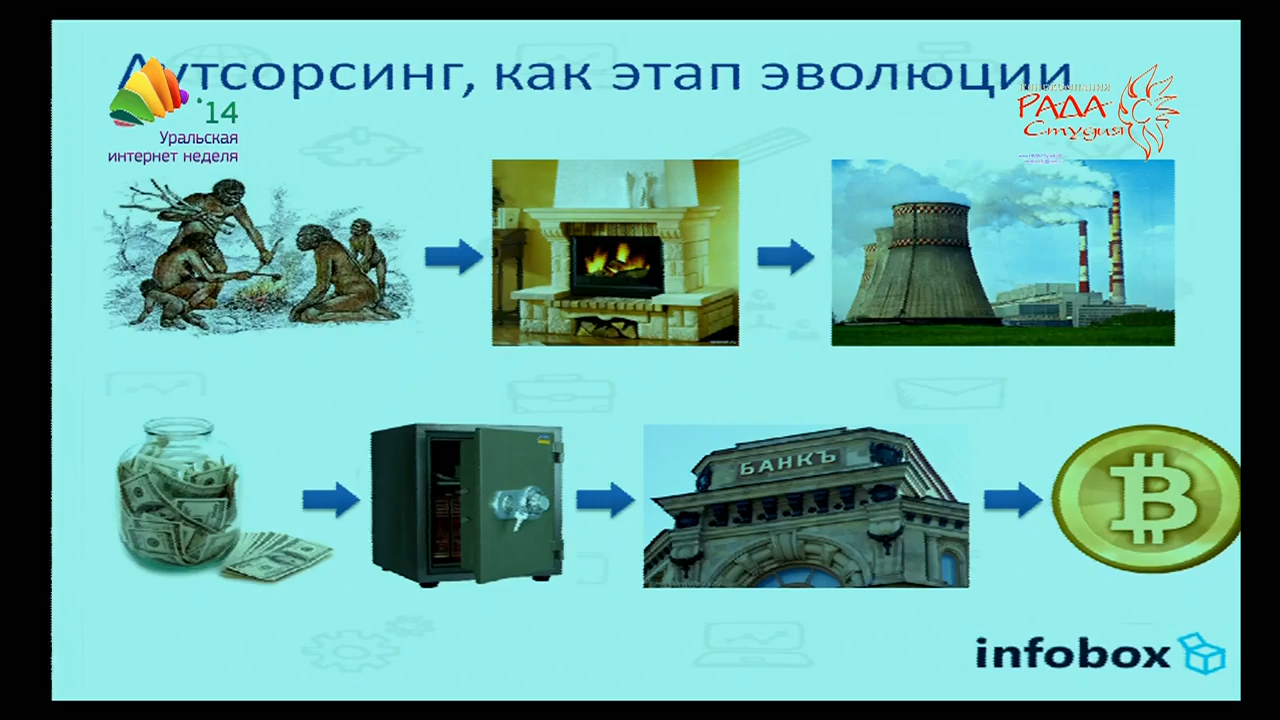 Аутсорсинг, как этап эволюции
'14
Уральская
интернет неделя
РАДА
Студия
БАНКЪ
infobox